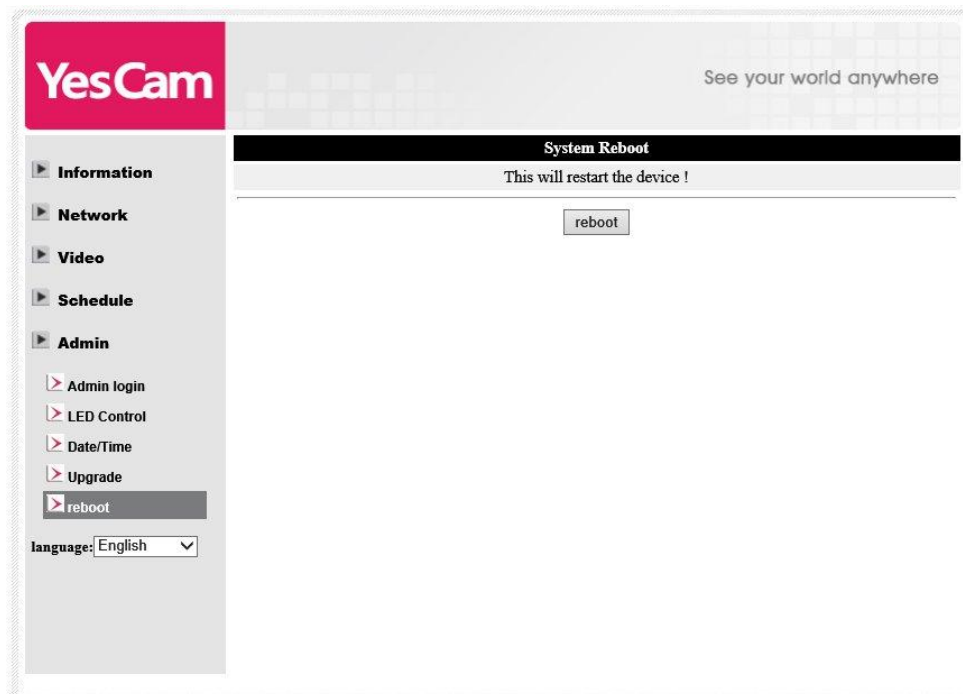 YesCam
See your world anywhere
Information
Network
Video
Schedule
Admin
Admin login
LED Control
Date/Time
Upgrade
reboot
language: English
System Reboot
This will restart the device !
reboot